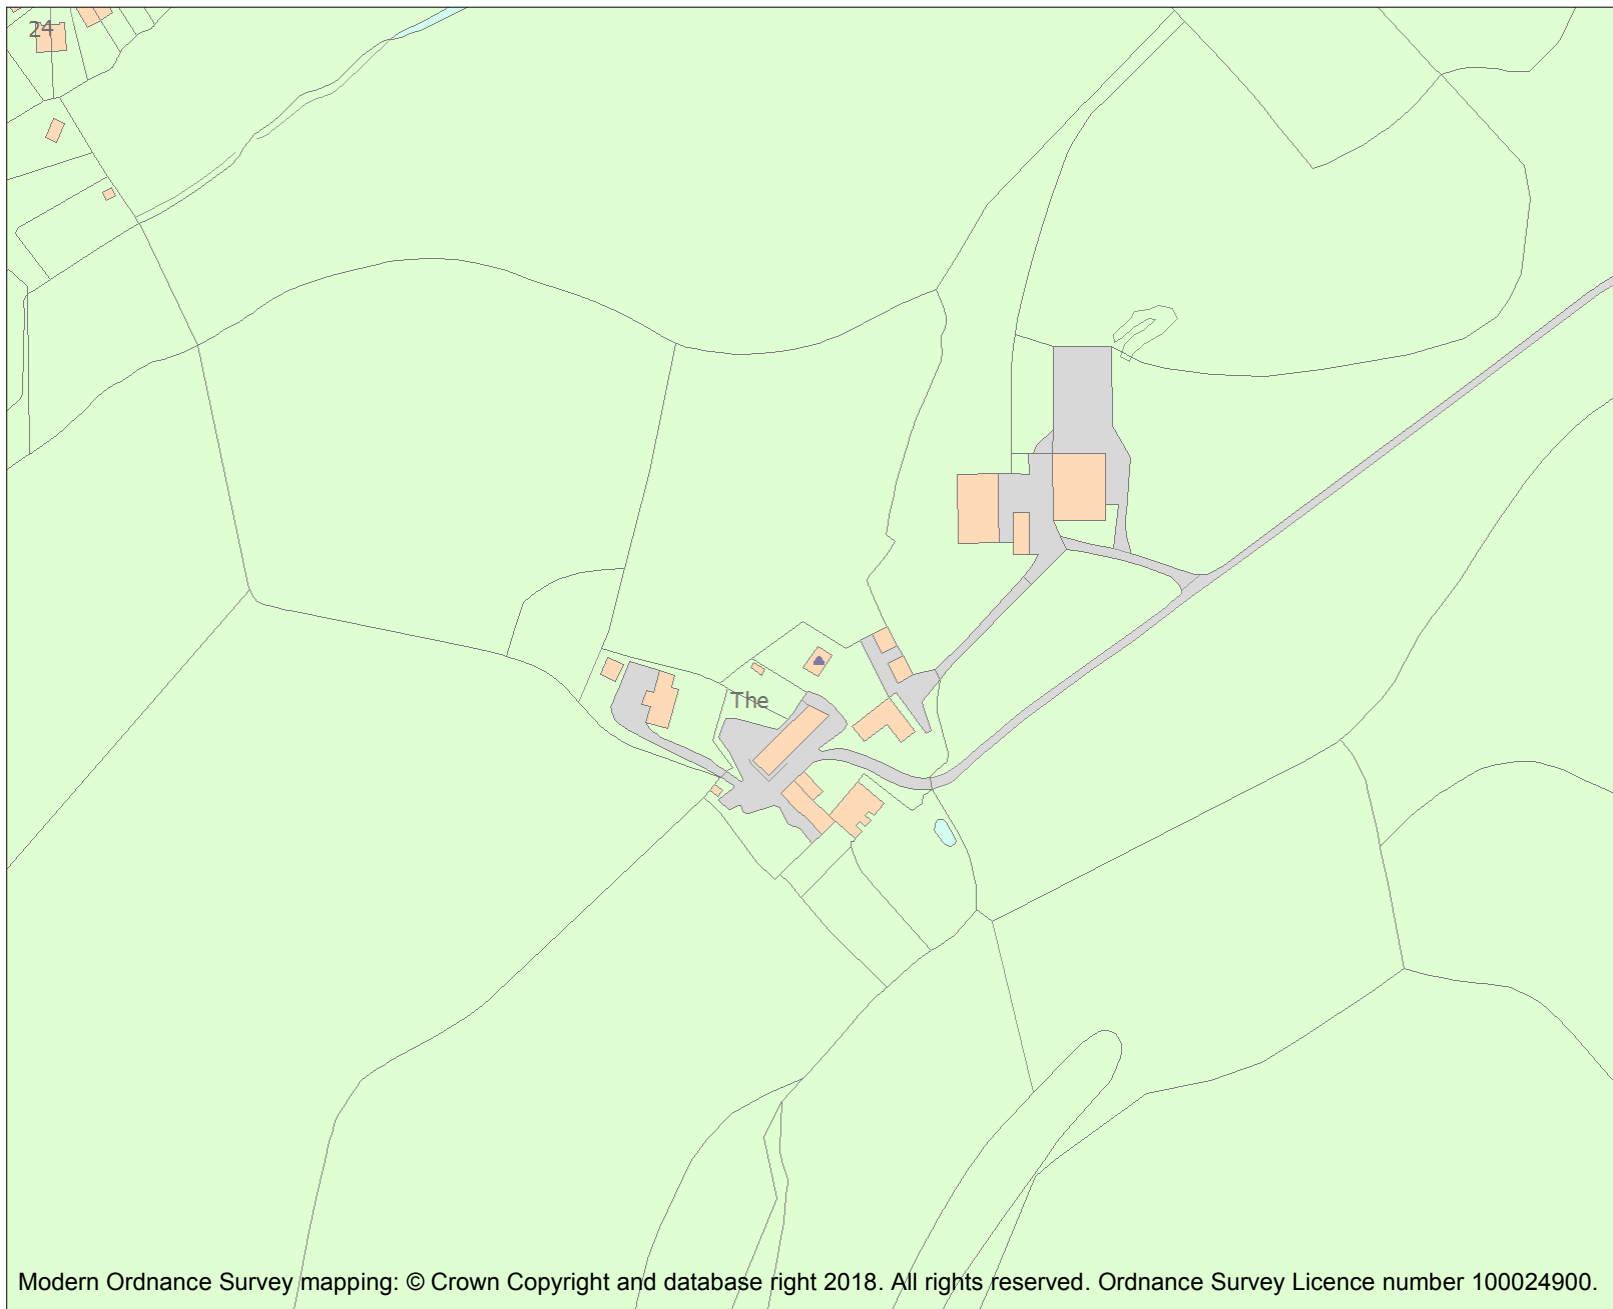 24
The
Modern Ordnance Survey mapping: © Crown Copyright and database right 2018. All rights reserved. Ordnance Survey Licence number 100024900.